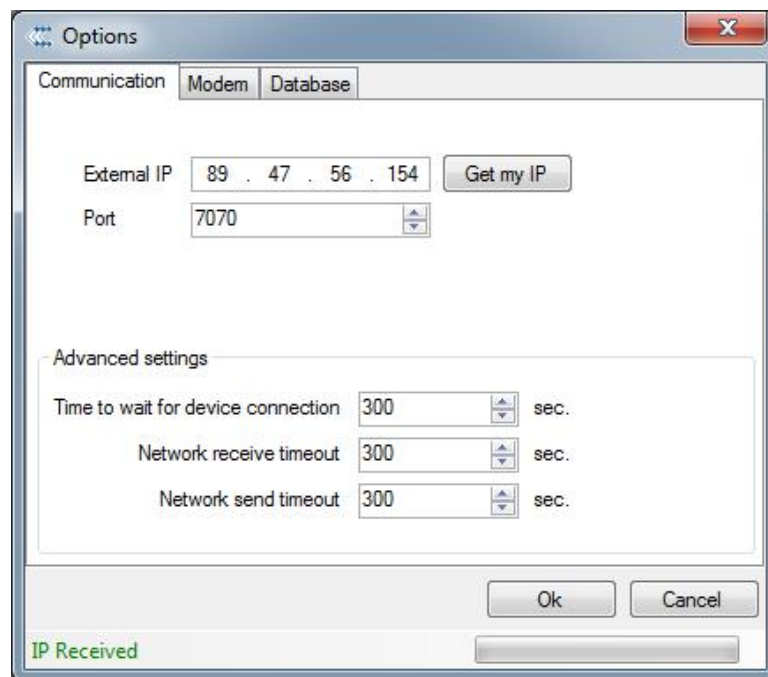 Options
Communication Modem Database
External IP 89 . 47 . 56 . 154 Get my IP
Port 7070
Advanced settings
Time to wait for device connection 300 sec.
Network receive timeout 300 sec.
Network send timeout 300 sec.
Ok Cancel
IP Received